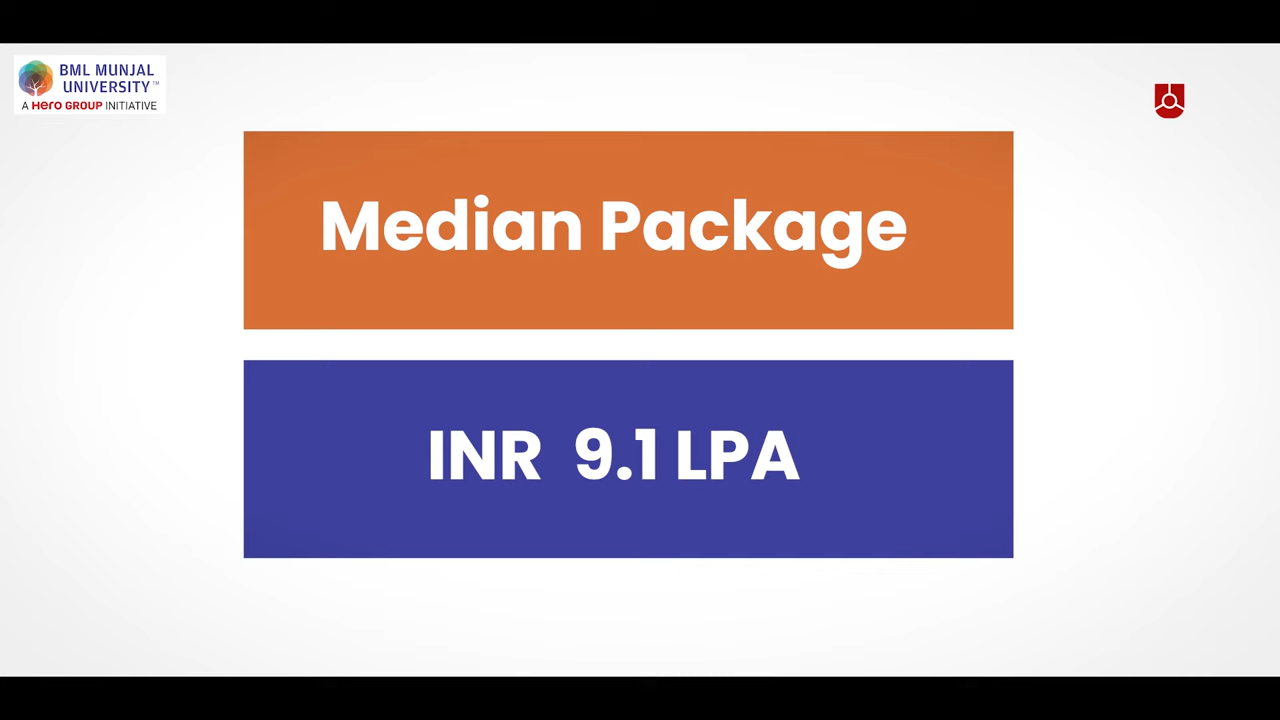 BML MUNJAL
UNIVERSITY™
A Hero GROUP INITIATIVE
Median Package
INR 9.1 LPA